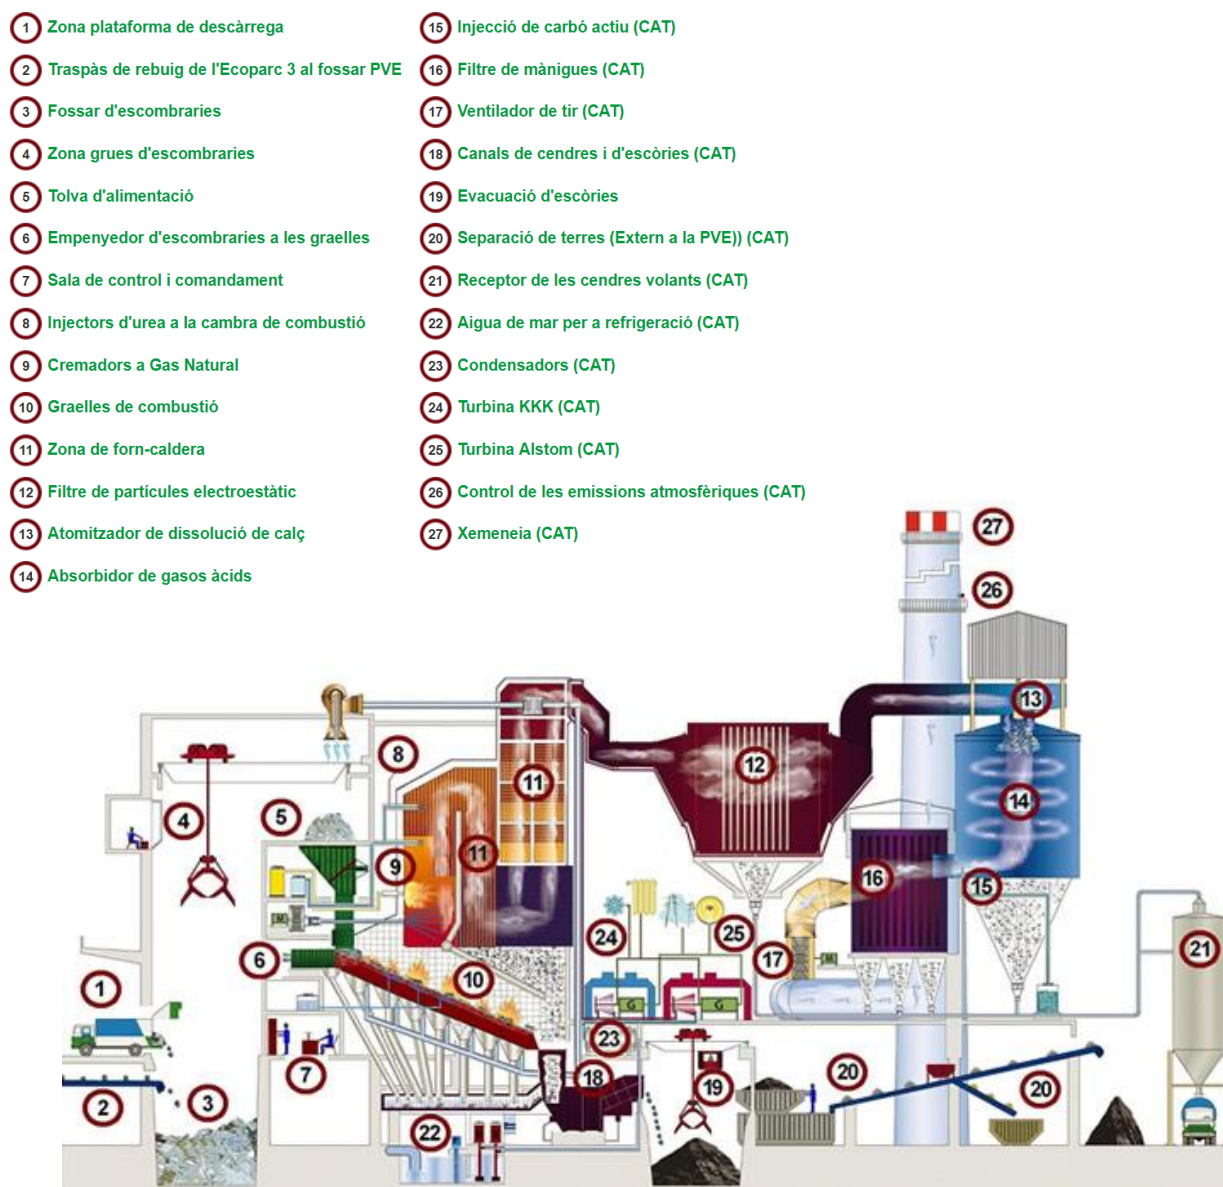 1 Zona plataforma de descàrrega
2 Traspàs de rebuig de l'Ecoparc 3 al fossar PVE
3 Fossar d'escombraries
4 Zona grues d'escombraries
5 Tolva d'alimentació
6 Empenyedor d'escombraries a les graelles
7 Sala de control i comandament
8 Injectors d'urea a la cambra de combustió
9 Cremadors a Gas Natural
10 Graelles de combustió
11 Zona de forn-caldera
12 Filtre de partícules electroestàtic
13 Atomitzador de dissolució de calç
14 Absorbidor de gasos àcids
15 Injecció de carbó actiu (CAT)
16 Filtre de mànigues (CAT)
17 Ventilador de tir (CAT)
18 Canals de cendres i d'escòries (CAT)
19 Evacuació d'escòries
20 Separació de terres (Extern a la PVE)) (CAT)
21 Receptor de les cendres volants (CAT)
22 Aigua de mar per a refrigeració (CAT)
23 Condensadors (CAT)
24 Turbina KKK (CAT)
25 Turbina Alstom (CAT)
26 Control de les emissions atmosfèriques (CAT)
27 Xemeneia (CAT)
27
26
13
8
12
11
14
4
5
11
9
16
15
24
25
6
10
17
21
1
M
M
G
G
23
7
18
19
20
20
2
3
22